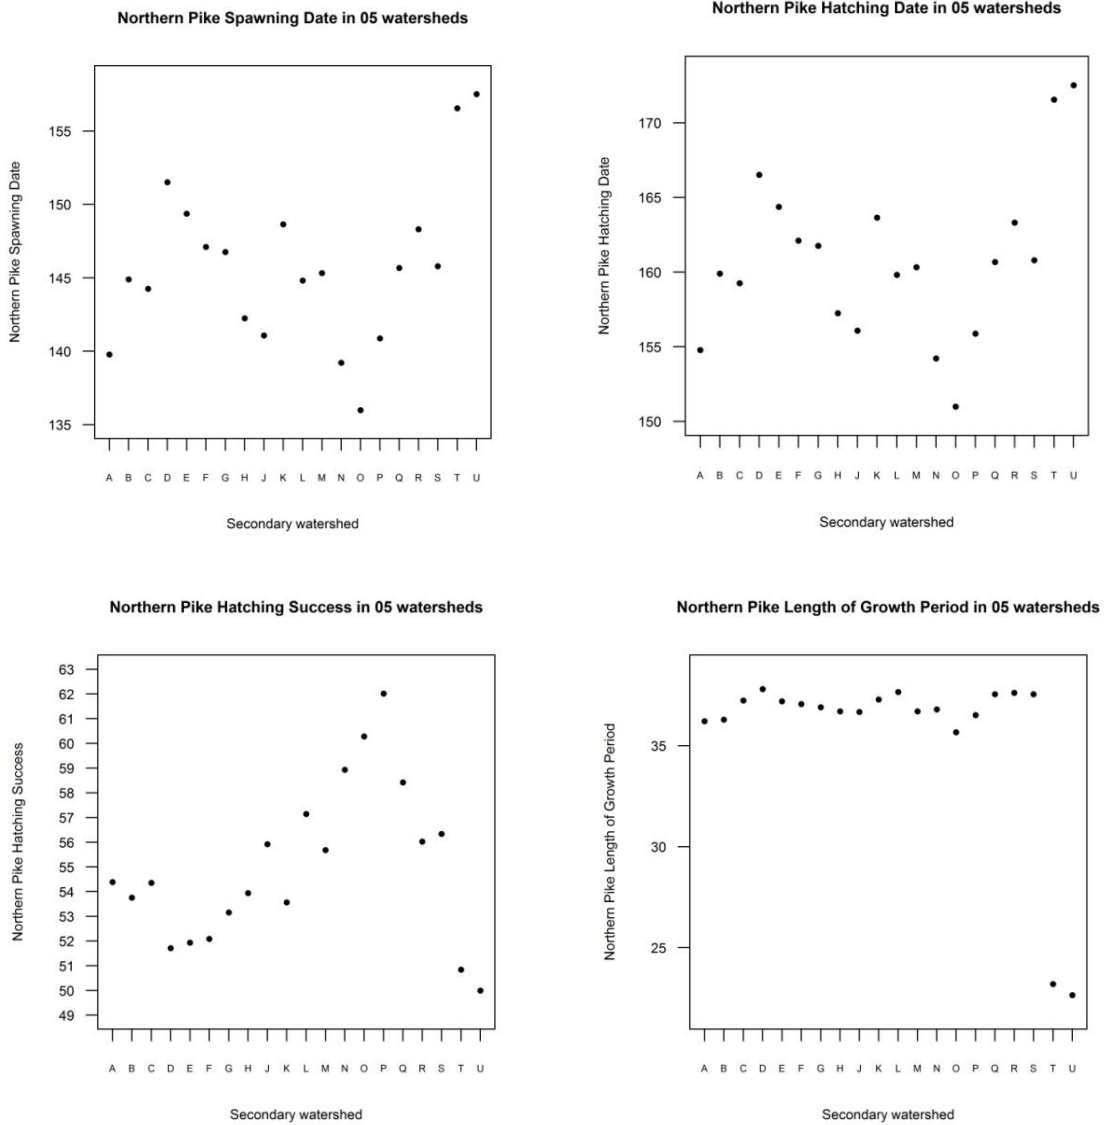 Northern Pike Spawning Date in 05 watersheds
Northern Pike Spawning Date
155
150
145
140
135
A B C D E F G H J K L M N O P Q R S T U
Secondary watershed
Northern Pike Hatching Date in 05 watersheds
Northern Pike Hatching Date
170
165
160
155
150
A B C D E F G H J K L M N O P Q R S T U
Secondary watershed
Northern Pike Hatching Success in 05 watersheds
Northern Pike Hatching Success
63
62
61
60
59
58
57
56
55
54
53
52
51
50
49
A B C D E F G H J K L M N O P Q R S T U
Secondary watershed
Northern Pike Length of Growth Period in 05 watersheds
Northern Pike Length of Growth Period
35
30
25
A B C D E F G H J K L M N O P Q R S T U
Secondary watershed